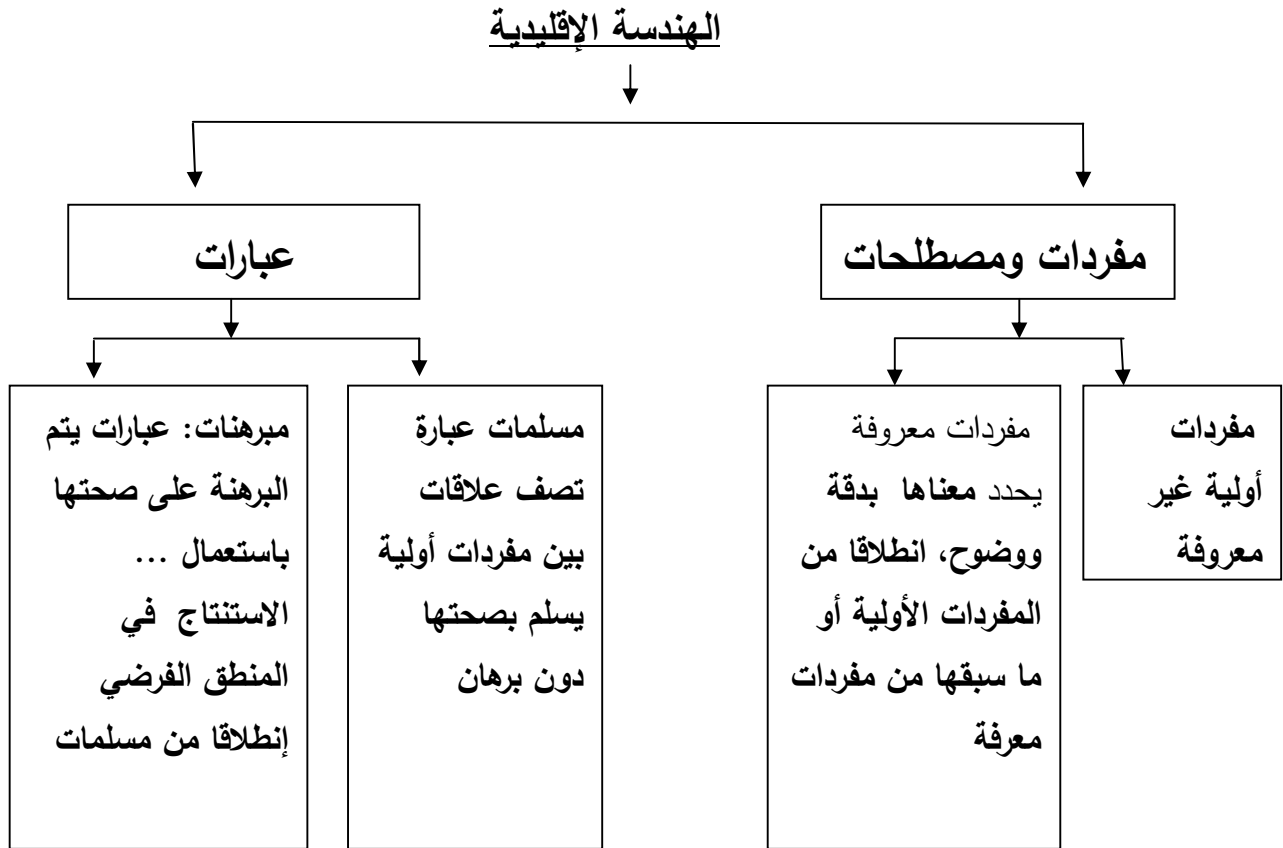 الهندسة الإقليدية
مفردات ومصطلحات
عبارات
مفردات
أولية غير
معروفة
مفردات معروفة
يحدد معناها بدقة
ووضوح، انطلاقا من
المفردات الأولية أو
ما سبقها من مفردات
معرفة
مسلمات عبارة
تصف علاقات
بين مفردات أولية
يسلم بصحتها
دون برهان
مبرهنات: عبارات يتم
البرهنة على صحتها
باستعمال ...
الاستنتاج في
المنطق الفرضي
إنطلاقا من مسلمات